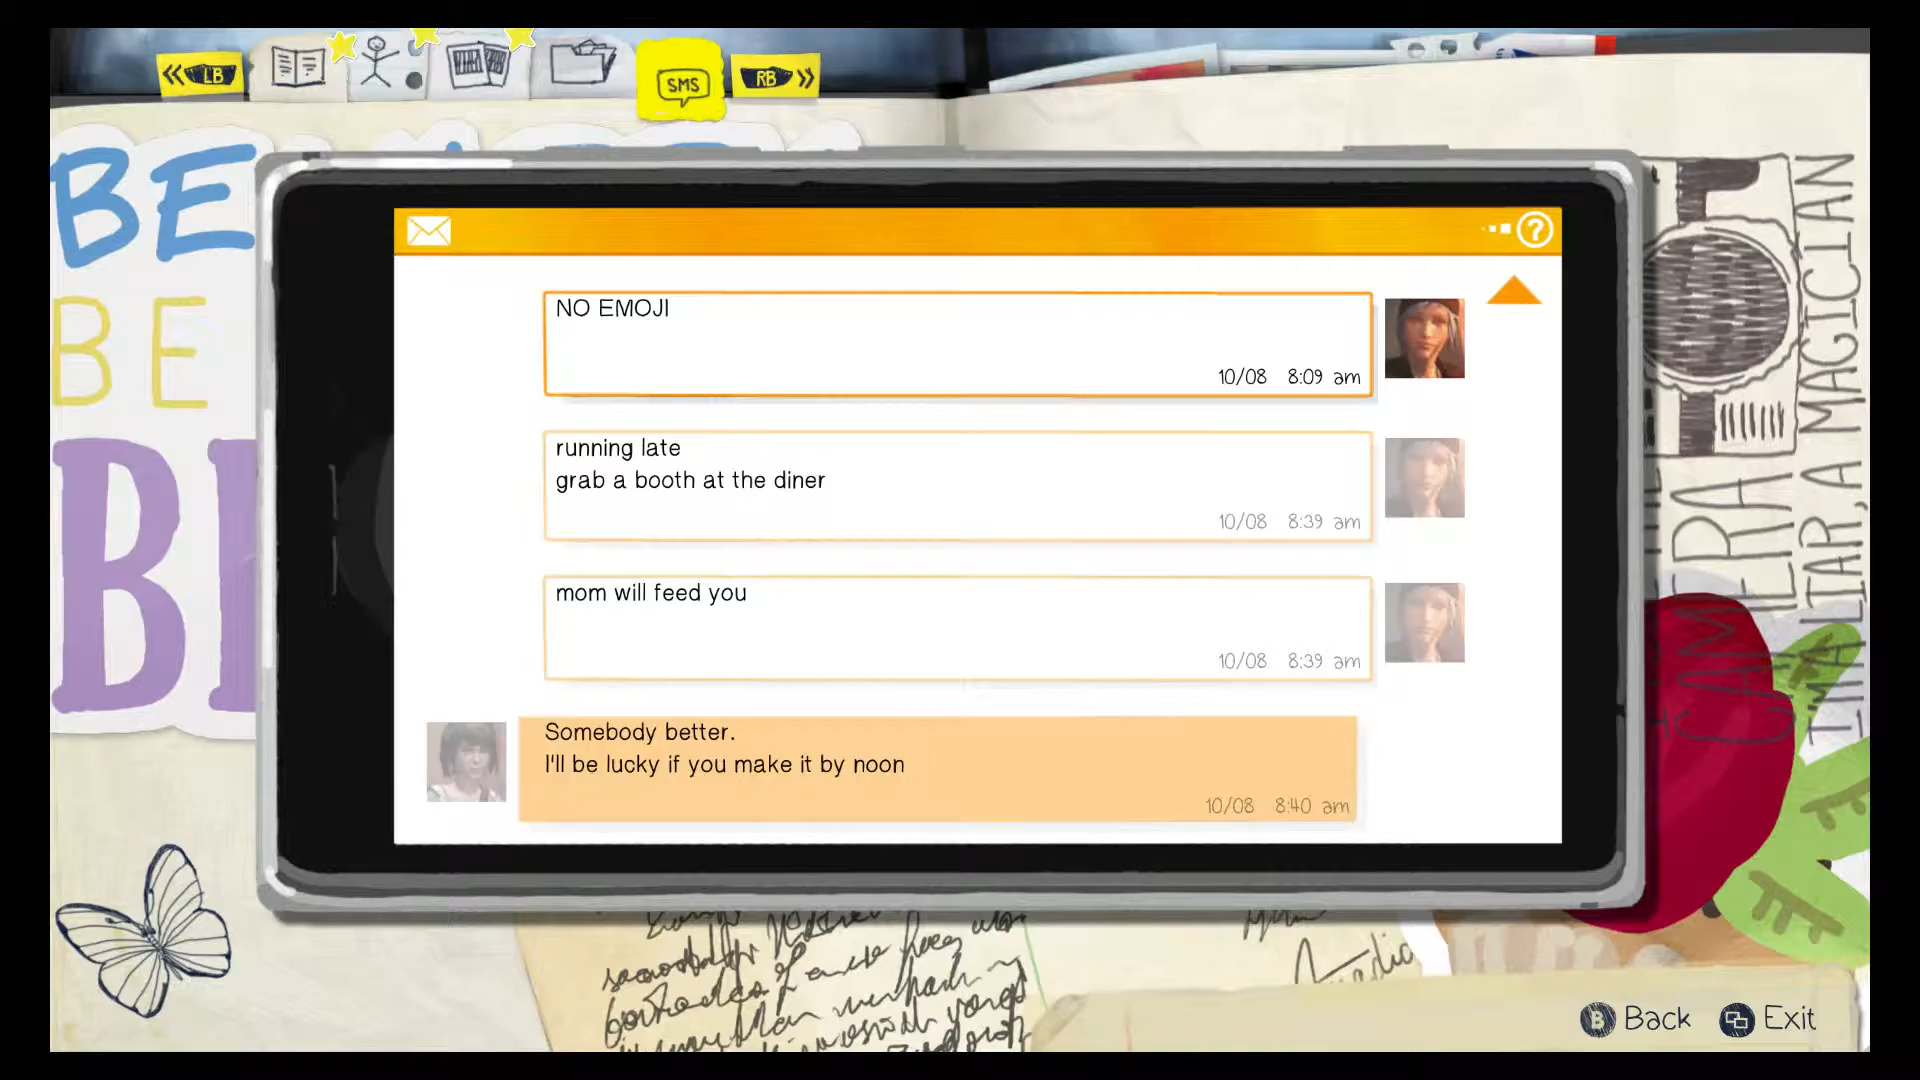 LB
SMS
RB
BE
BE
NO EMOJI
10/08 8:09 am
running late
grab a booth at the diner
10/08 8:39 am
mom will feed you
10/08 8:39 am
Somebody better.
I'll be lucky if you make it by noon
10/08 8:40 am
CAMERA
I'M A LIAR, A MAGICIAN
B Back
Exit